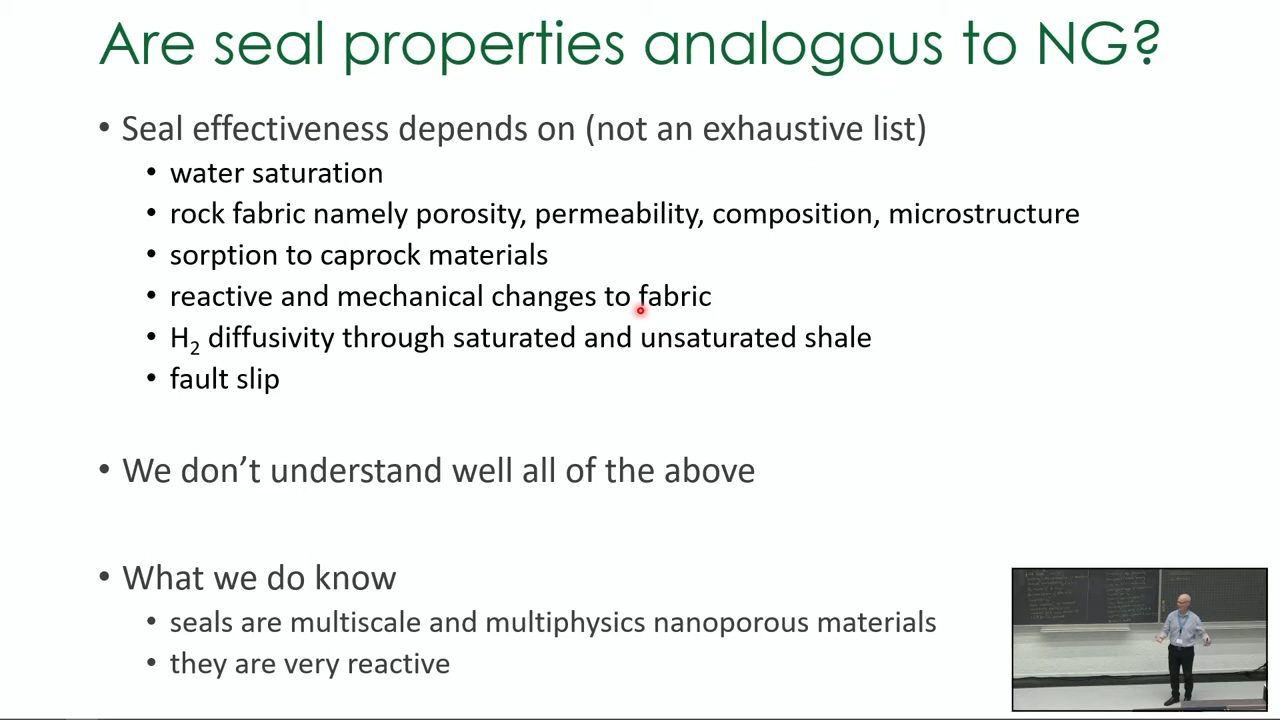 Are seal properties analogous to NG?
• Seal effectiveness depends on (not an exhaustive list)
• water saturation
• rock fabric namely porosity, permeability, composition, microstructure
• sorption to caprock materials
• reactive and mechanical changes to fabric
• H₂ diffusivity through saturated and unsaturated shale
• fault slip
• We don’t understand well all of the above
• What we do know
• seals are multiscale and multiphysics nanoporous materials
• they are very reactive